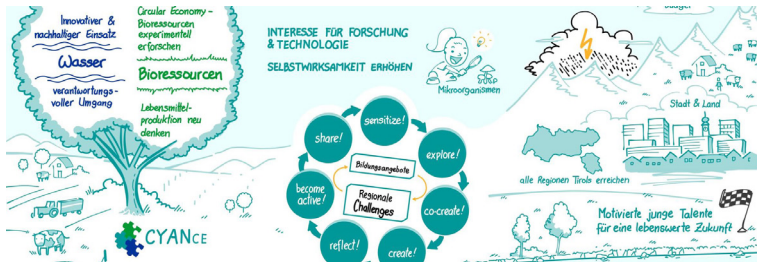 Innovativer &
nachhaltiger Einsatz
Wasser
verantwortungs-
voller Umgang
Circular Economy-
Bioressourcen
experimentell
erforschen
Bioressourcen
Lebensmittel-
produktion neu
denken
CYANCE
INTERESSE FÜR FORSCHUNG
& TECHNOLOGIE
SELBSTWIRKSAMKEIT ERHÖHEN
Mikroorganismen
sensitize!
explore!
co-create!
create!
reflect!
become
active!
share!
Bildungsangebote
Regionale
Challenges
Stadt & Land
alle Regionen Tirols erreichen
Motivierte junge Talente
für eine lebenswerte Zukunft